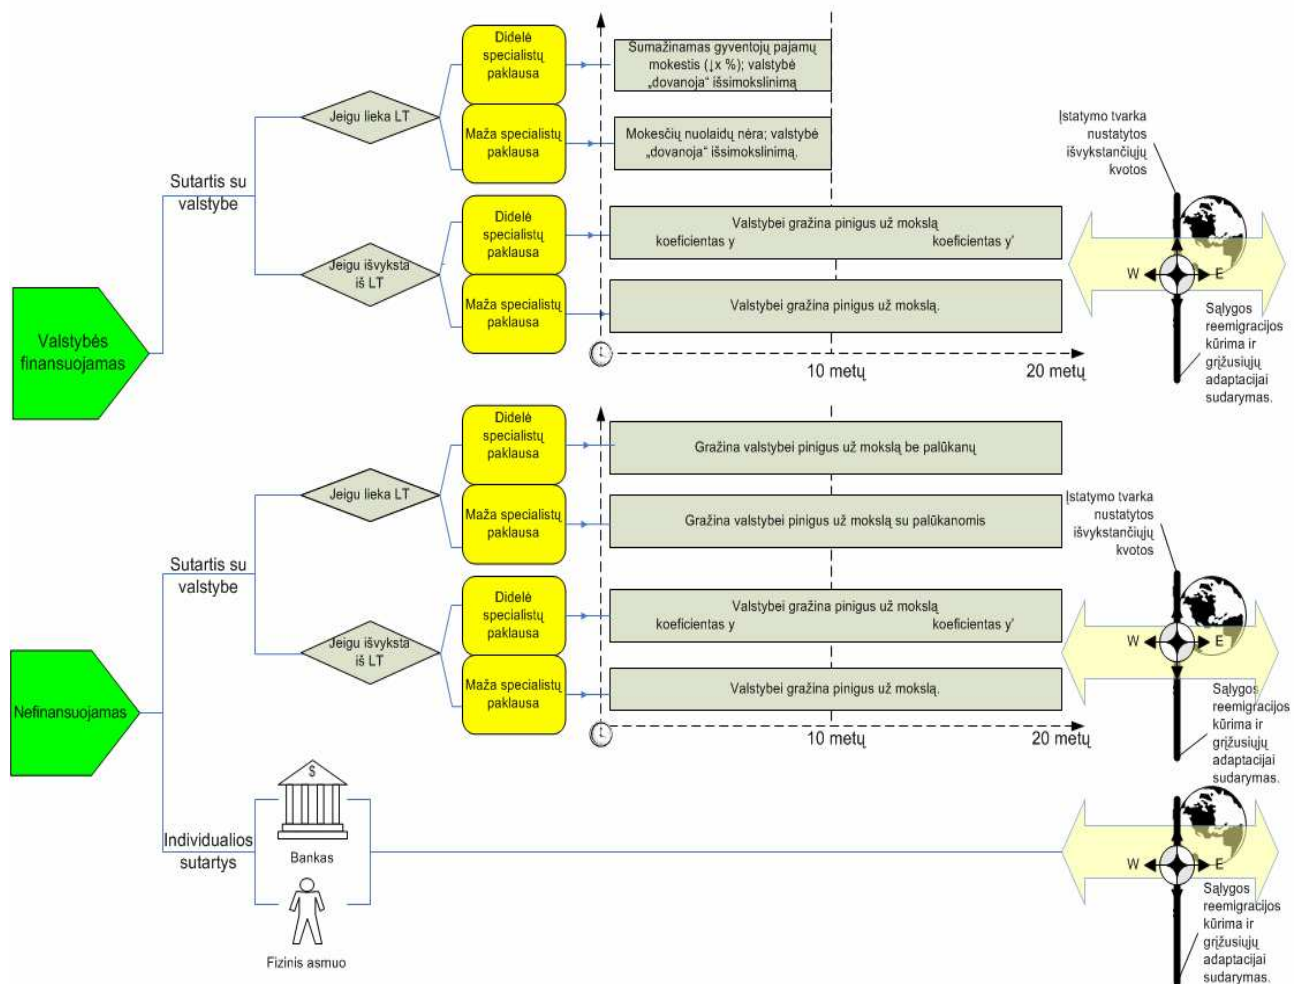 Didelė
specialistų
paklausa
Sumažinamas gyventojų pajamų
mokestis (↓x %); valstybė
„dovanoja“ išsimokslinimą
Jeigu lieka LT
Maža specialistų
paklausa
Mokesčių nuolaidų nėra; valstybė
„dovanoja“ išsimokslinimą.
Įstatymo tvarka
nustatytos
išvykstančiųjų
kvotos
Sutartis su
valstybe
Didelė
specialistų
paklausa
Valstybei gražina pinigus už mokslą
koeficientas y koeficientas y'
Jeigu išvyksta
iš LT
W E
Maža specialistų
paklausa
Valstybei gražina pinigus už mokslą.
Sąlygos
reemigracijos
kūrima ir
grįžusiųjų
adaptacijai
sudarymas.
Valstybės
finansuojamas
10 metų 20 metų
Didelė
specialistų
paklausa
Gražina valstybei pinigus už mokslą be palūkanų
Jeigu lieka LT
Maža specialistų
paklausa
Gražina valstybei pinigus už mokslą su palūkanomis
Įstatymo tvarka
nustatytos
išvykstančiųjų
kvotos
Sutartis su
valstybe
Didelė
specialistų
paklausa
Valstybei gražina pinigus už mokslą
koeficientas y koeficientas y'
Jeigu išvyksta
iš LT
W E
Maža specialistų
paklausa
Valstybei gražina pinigus už mokslą.
Sąlygos
reemigracijos
kūrima ir
grįžusiųjų
adaptacijai
sudarymas.
Nefinansuojamas
10 metų 20 metų
$
Individualios
sutartys
Bankas
W E
Fizinis asmuo
Sąlygos
reemigracijos
kūrima ir
grįžusiųjų
adaptacijai
sudarymas.